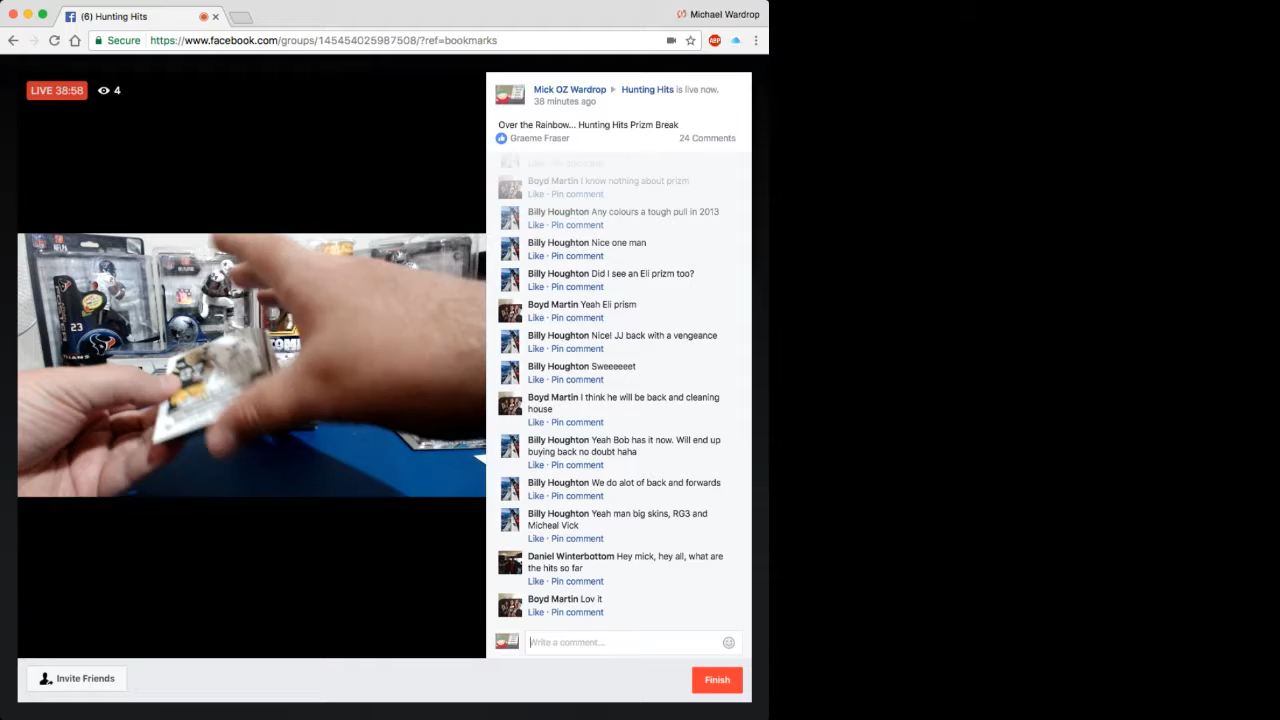 (6) Hunting Hits
Michael Wardrop
Secure https://www.facebook.com/groups/145454025987508/?ref=bookmarks
ABP
LIVE 38:58 4
Mick OZ Wardrop Hunting Hits is live now.
38 minutes ago
Over the Rainbow... Hunting Hits Prizm Break
Graeme Fraser 24 Comments
Boyd Martin I know nothing about prizm
Like · Pin comment
Billy Houghton Any colours a tough pull in 2013
Like · Pin comment
Billy Houghton Nice one man
Like · Pin comment
Billy Houghton Did I see an Eli prizm too?
Like · Pin comment
Boyd Martin Yeah Eli prism
Like · Pin comment
Billy Houghton Nice! JJ back with a vengeance
Like · Pin comment
Billy Houghton Sweeeeeet
Like · Pin comment
Boyd Martin I think he will be back and cleaning
house
Like · Pin comment
Billy Houghton Yeah Bob has it now. Will end up
buying back no doubt haha
Like · Pin comment
Billy Houghton We do alot of back and forwards
Like · Pin comment
Billy Houghton Yeah man big skins, RG3 and
Micheal Vick
Like · Pin comment
Daniel Winterbottom Hey mick, hey all, what are
the hits so far
Like · Pin comment
Boyd Martin Lov it
Like · Pin comment
Write a comment...
23
Invite Friends
Finish